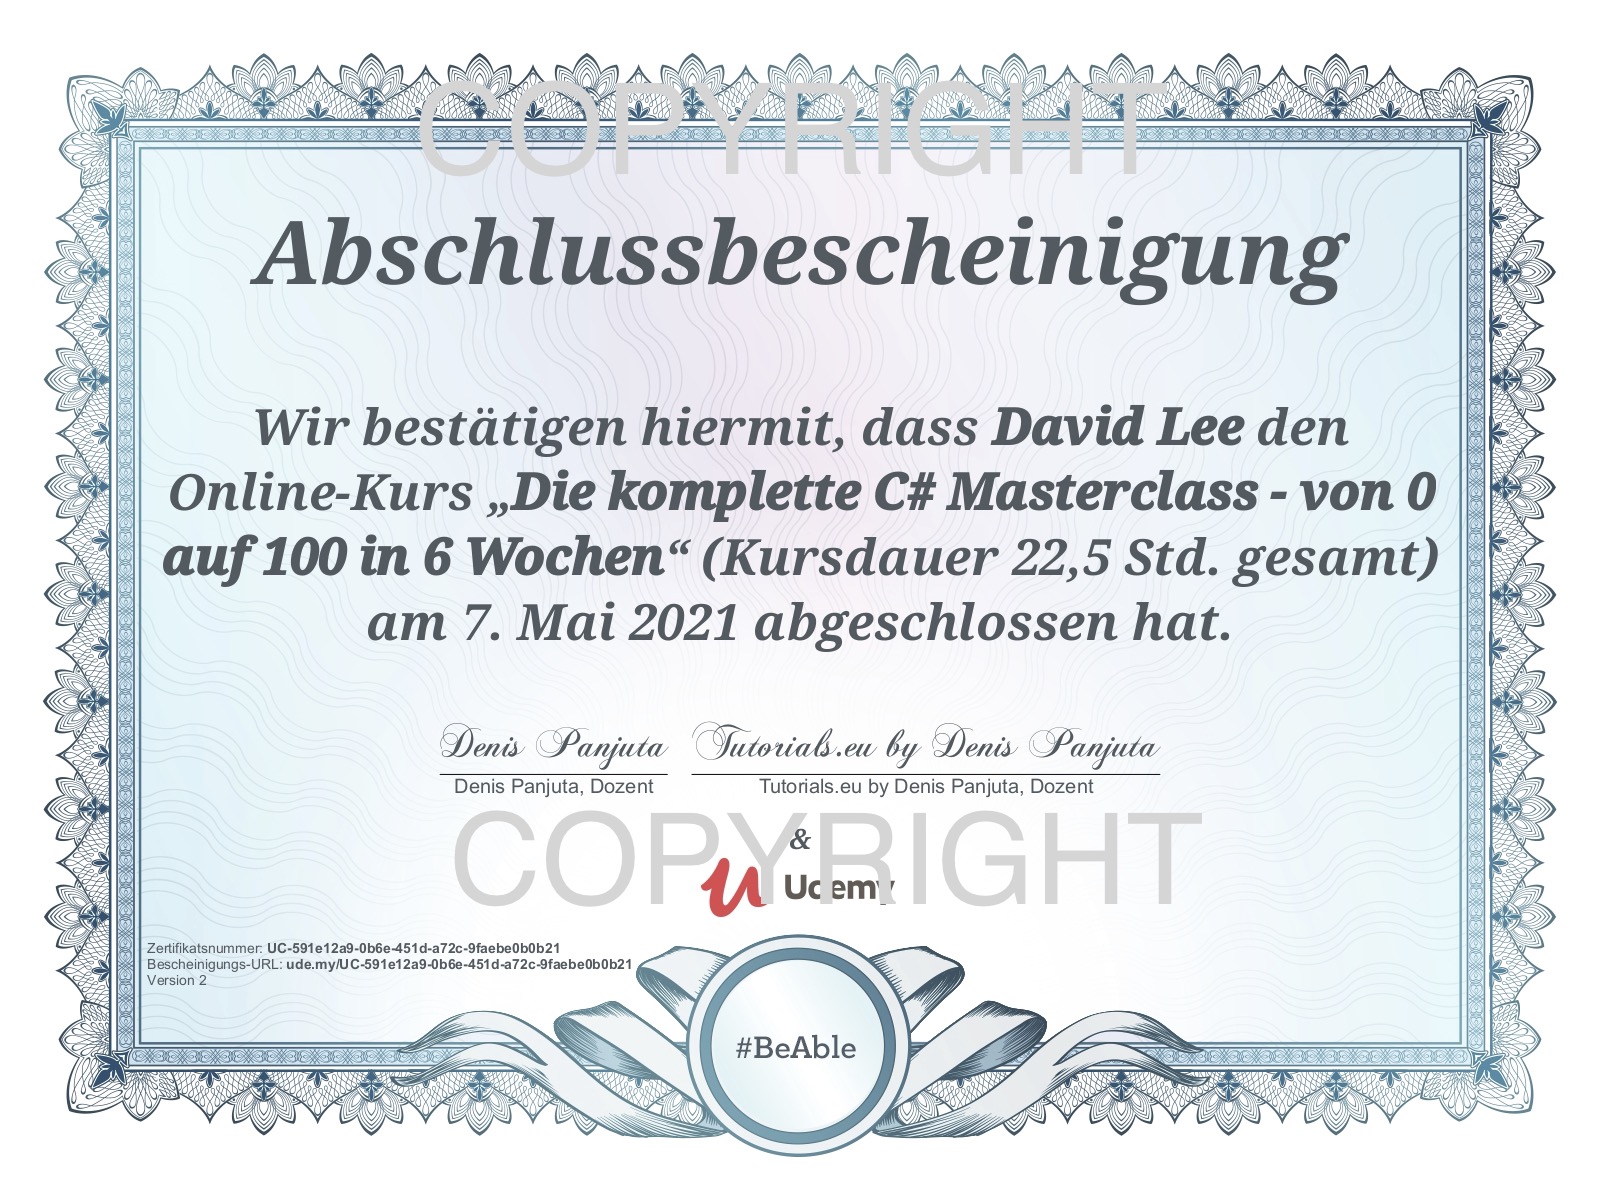 COPYRIGHT
Abschlussbescheinigung
Wir bestätigen hiermit, dass David Lee den
Online-Kurs „Die komplette C# Masterclass - von 0
auf 100 in 6 Wochen“ (Kursdauer 22,5 Std. gesamt)
am 7. Mai 2021 abgeschlossen hat.
Denis Panjuta Tutorials.eu by Denis Panjuta
Denis Panjuta, Dozent Tutorials.eu by Denis Panjuta, Dozent
COPYRIGHT
&
Udemy
Zertifikatsnummer: UC-591e12a9-0b6e-451d-a72c-9faebe0b0b21
Bescheinigungs-URL: ude.my/UC-591e12a9-0b6e-451d-a72c-9faebe0b0b21
Version 2
#BeAble